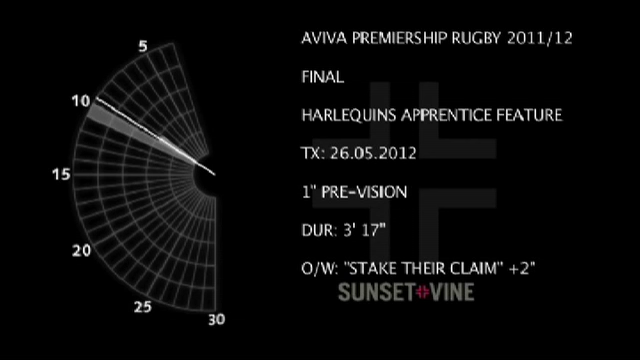 AVIVA PREMIERSHIP RUGBY 2011/12
FINAL
HARLEQUINS APPRENTICE FEATURE
TX: 26.05.2012
1" PRE-VISION
DUR: 3' 17"
O/W: "STAKE THEIR CLAIM" +2"
SUNSET+VINE
5
10
15
20
25
30